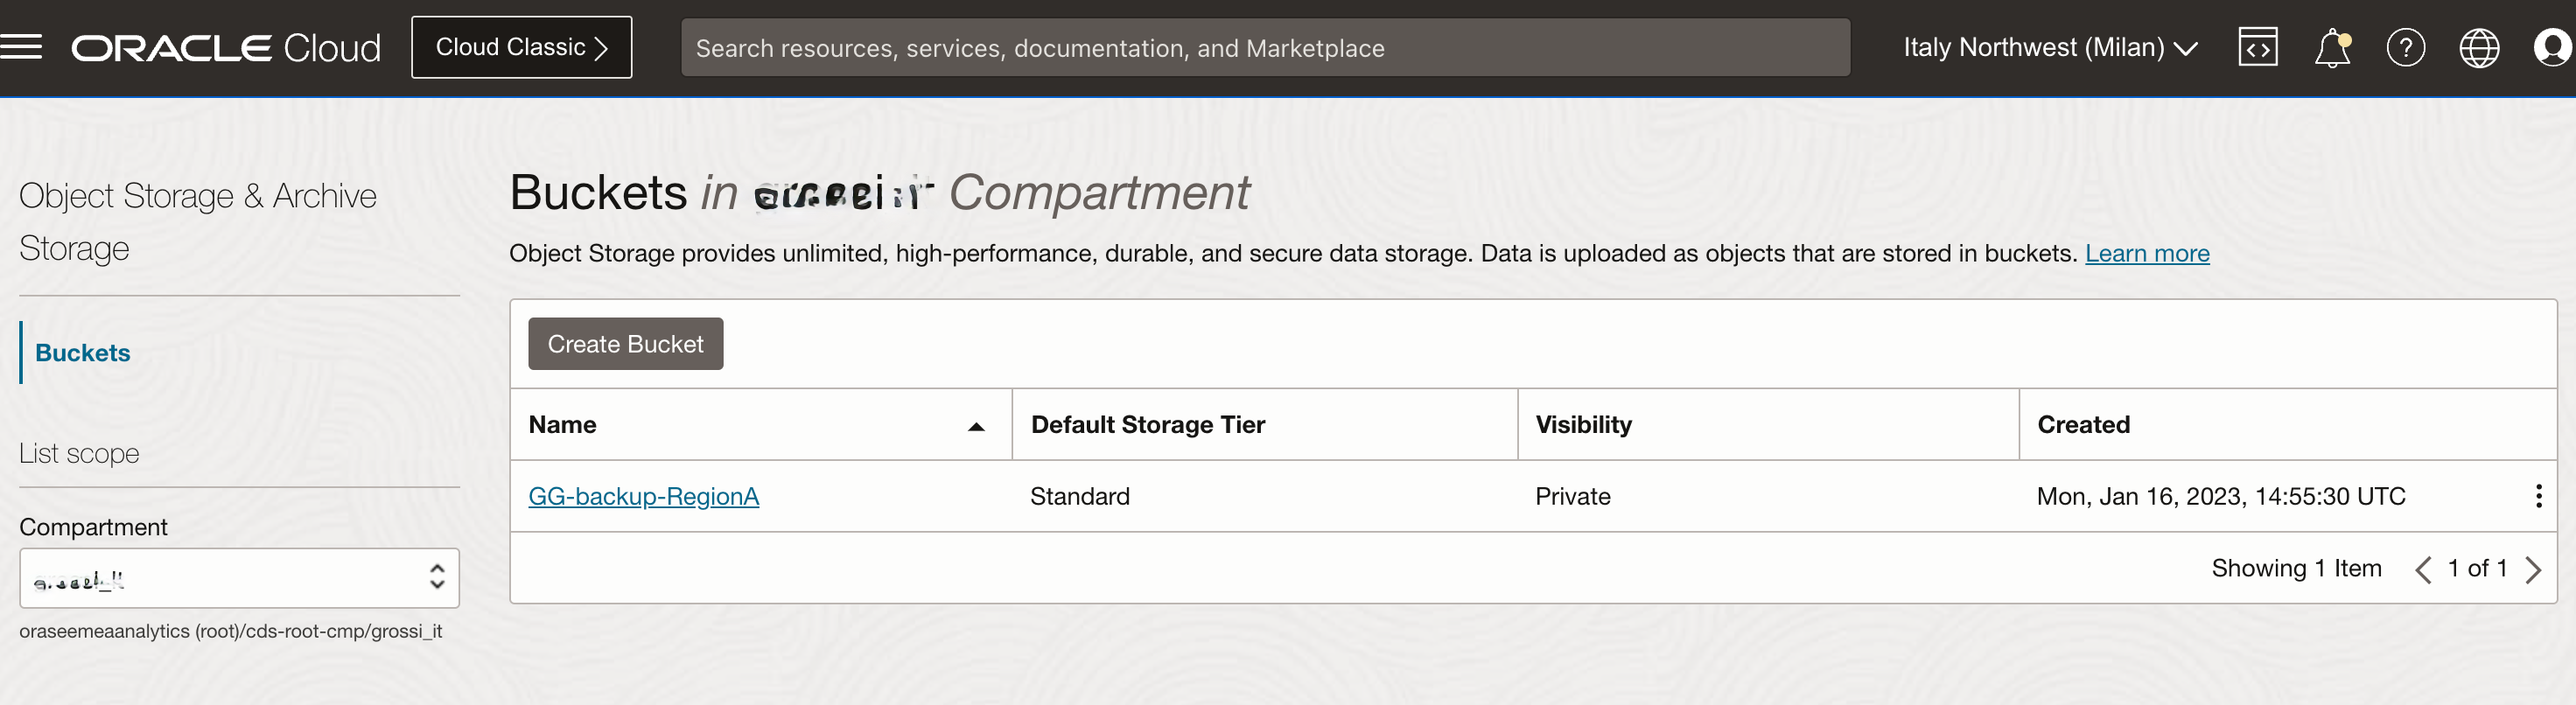 ORACLE Cloud
Cloud Classic
Search resources, services, documentation, and Marketplace
Italy Northwest (Milan)
Object Storage & Archive
Storage
Buckets
List scope
Compartment
oraseemeaanalytics (root)/cds-root-cmp/grossi_it
Buckets in Compartment
Object Storage provides unlimited, high-performance, durable, and secure data storage. Data is uploaded as objects that are stored in buckets. Learn more
Create Bucket
Name Default Storage Tier Visibility Created
GG-backup-RegionA Standard Private Mon, Jan 16, 2023, 14:55:30 UTC
Showing 1 Item 1 of 1